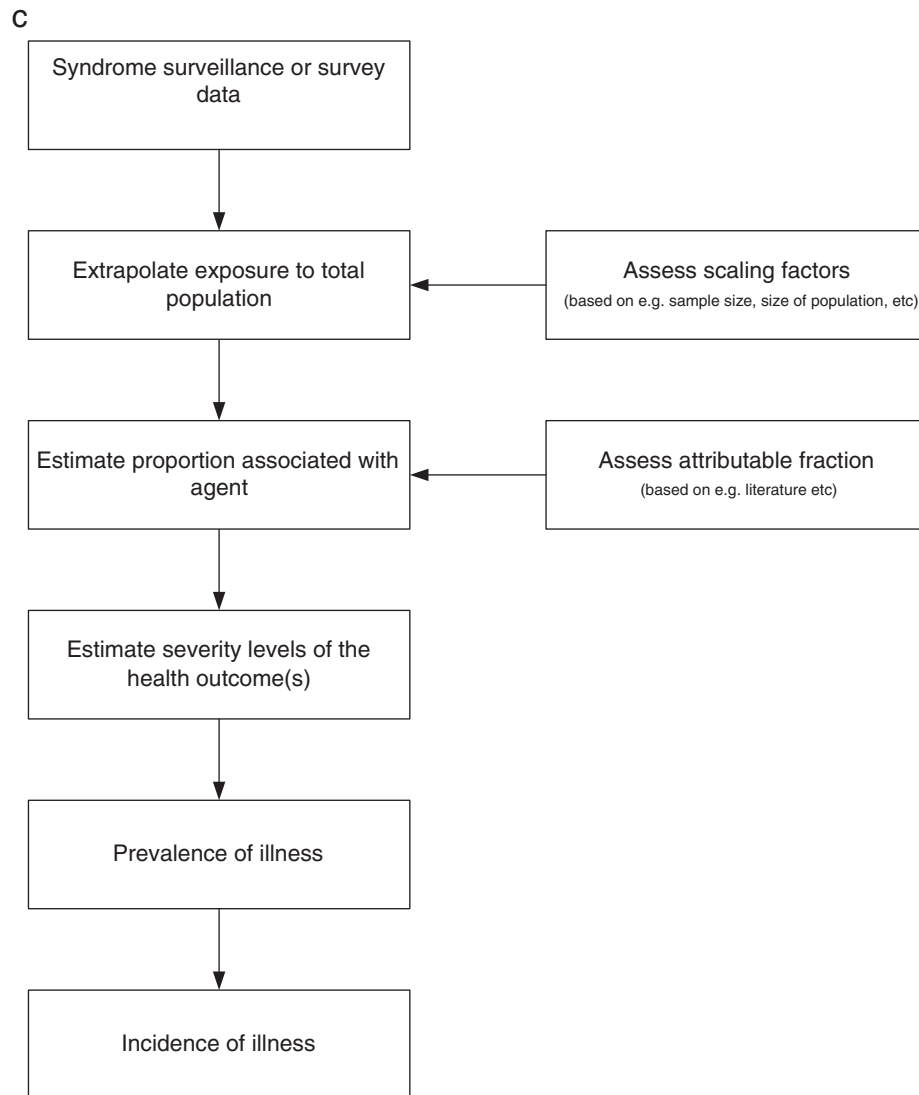 C
Syndrome surveillance or survey
data
Extrapolate exposure to total
population
Assess scaling factors
(based on e.g. sample size, size of population, etc)
Estimate proportion associated with
agent
Assess attributable fraction
(based on e.g. literature etc)
Estimate severity levels of the
health outcome(s)
Prevalence of illness
Incidence of illness